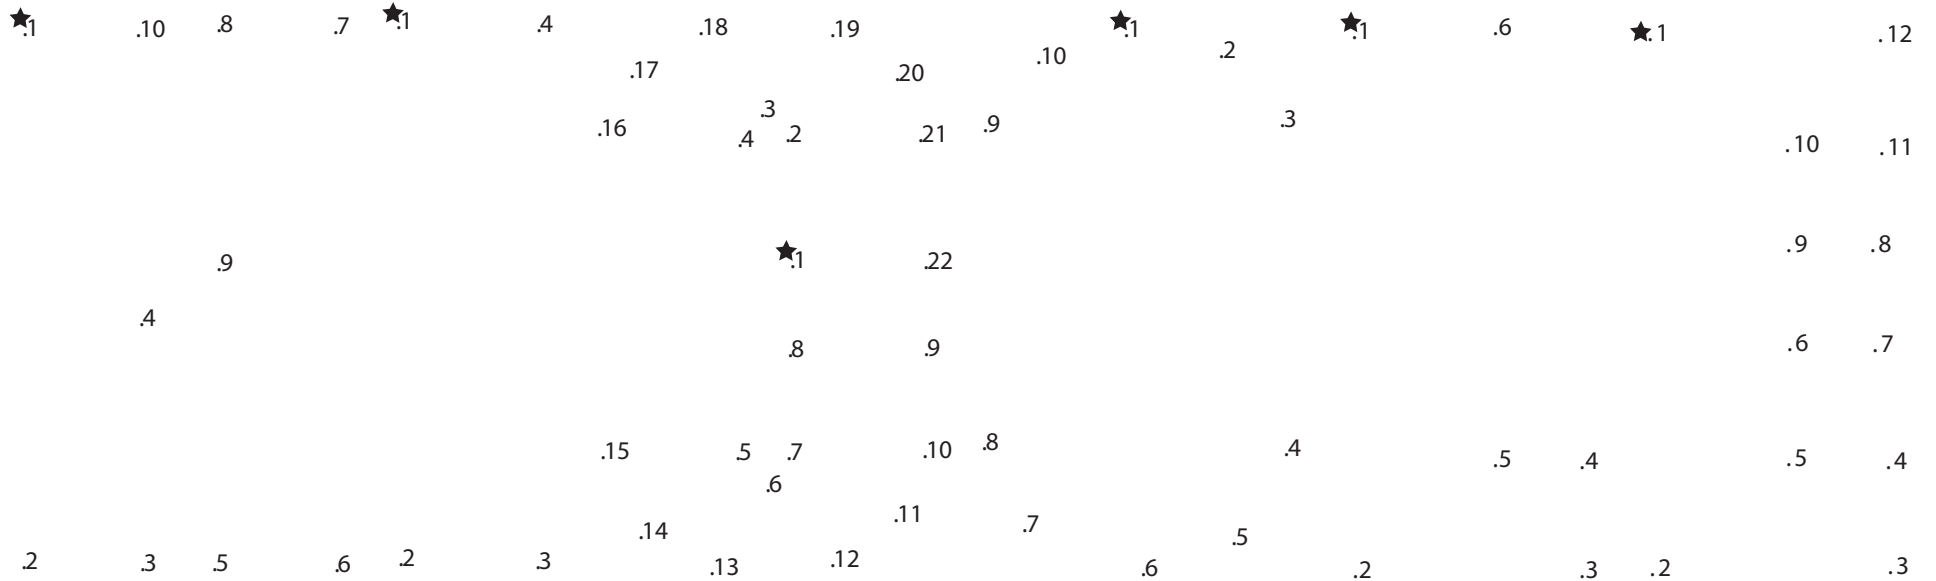 ★.1 .10 .8 .7 ★.1 .4 .18 .19 ★.1 ★.1 .6 ★.1 .12
.17 .20 .10 .2
.16 .3 .4 .2 .21 .9 .3 .10 .11
.9 ★.1 .22 .9 .8
.4 .8 .9 .6 .7
.15 .5 .7 .10 .8 .4 .5 .4 .5 .4
.6
.14 .11 .7 .5
.2 .3 .5 .6 .2 .3 .13 .12 .6 .2 .3 .2 .3